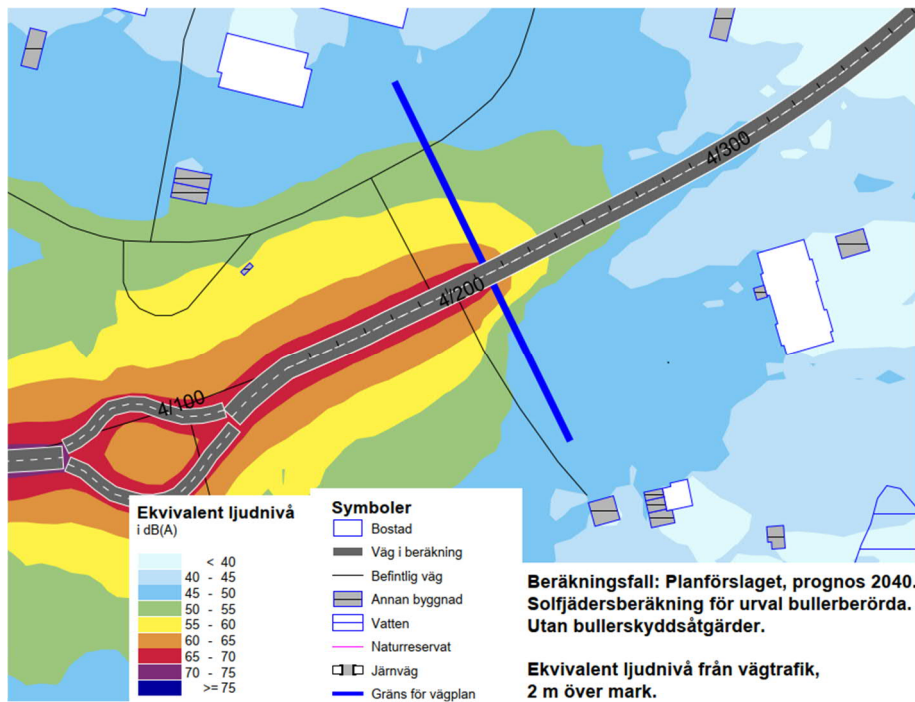 4/300
4/200
4/100
Ekvivalent ljudnivå
i dB(A)
< 40
40 - 45
45 - 50
50 - 55
55 - 60
60 - 65
65 - 70
70 - 75
>= 75
Symboler
Bostad
Väg i beräkning
Befintlig väg
Annan byggnad
Vatten
Naturreservat
Järnväg
Gräns för vägplan
Beräkningsfall: Planförslaget, prognos 2040.
Solfjädersberäkning för urval bullerberörda.
Utan bullerskyddsåtgärder.
Ekvivalent ljudnivå från vägtrafik,
2 m över mark.